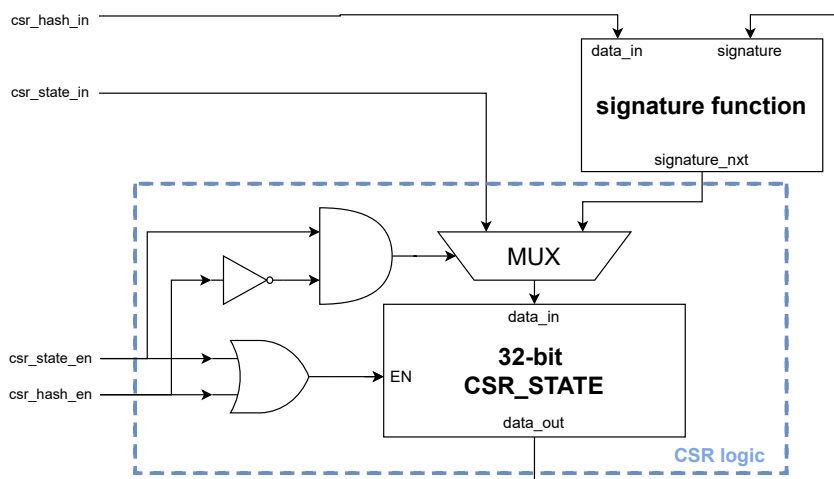 csr_hash_in
data_in
signature
csr_state_in
signature function
signature_nxt
MUX
data_in
csr_state_en
32-bit
CSR_STATE
EN
csr_hash_en
data_out
CSR logic